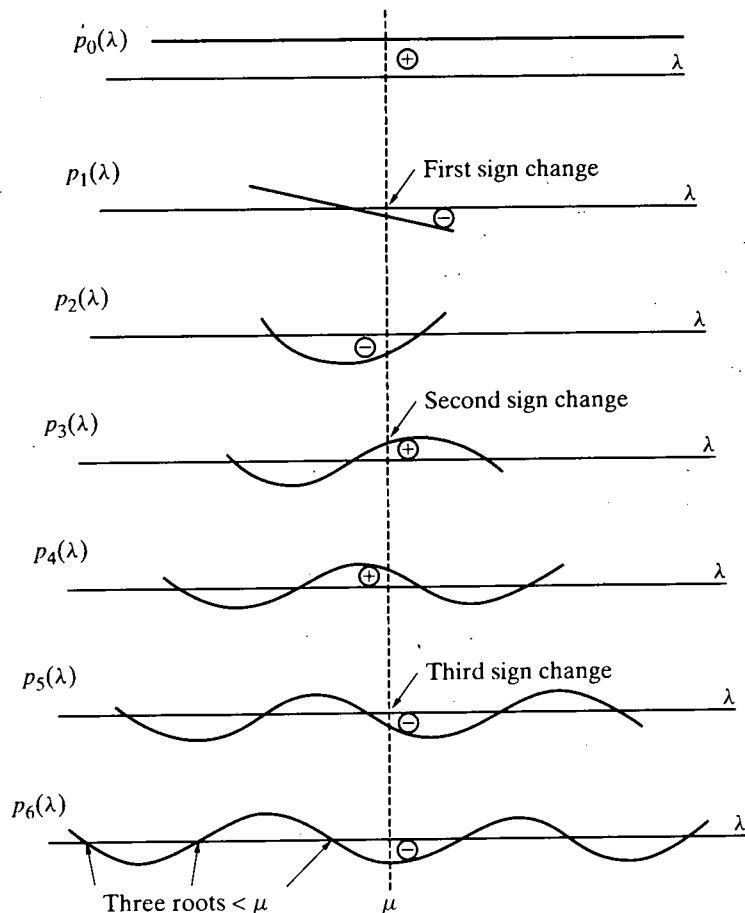 p₀(λ)
⊕
λ
p₁(λ)
First sign change
λ
⊖
p₂(λ)
λ
⊖
Second sign change
p₃(λ)
⊕
λ
p₄(λ)
⊕
λ
Third sign change
p₅(λ)
λ
⊖
p₆(λ)
λ
⊖
Three roots < μ
μ